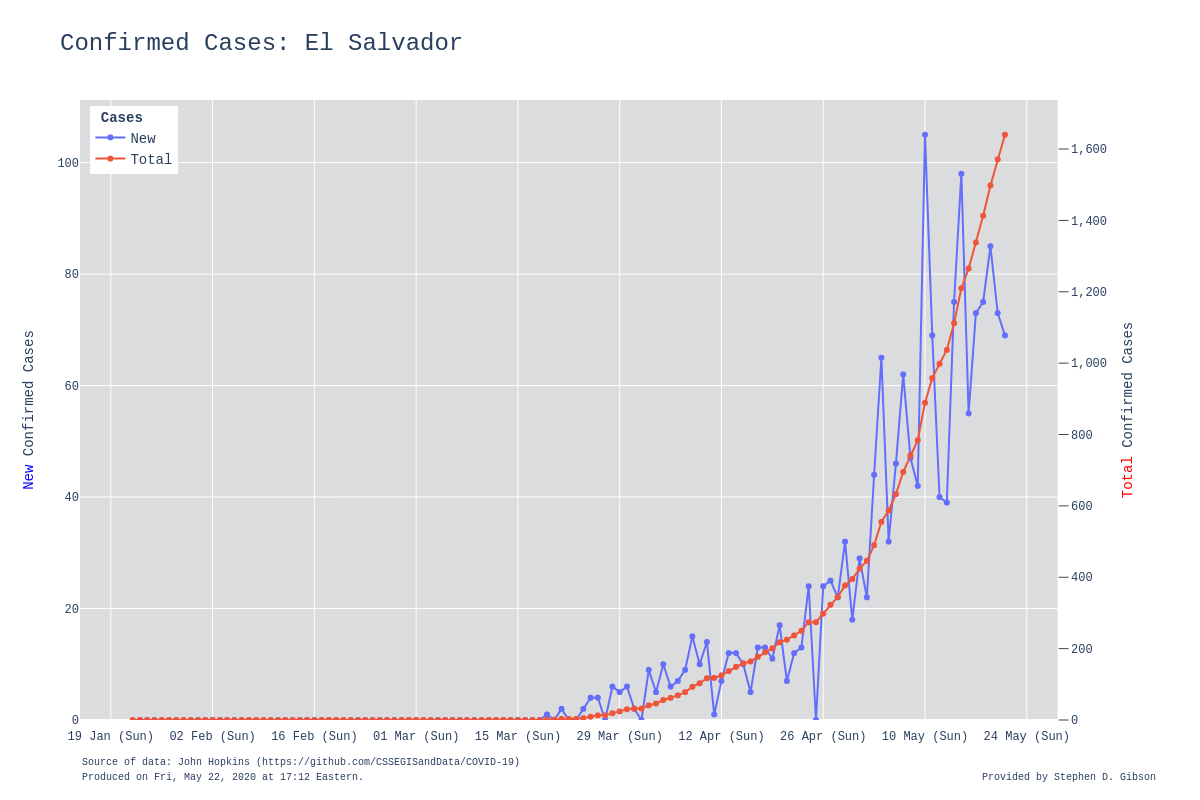 Confirmed Cases: El Salvador
Cases
New
Total
100
80
60
40
20
0
New Confirmed Cases
1,600
1,400
1,200
1,000
800
600
400
200
0
Total Confirmed Cases
19 Jan (Sun) 02 Feb (Sun) 16 Feb (Sun) 01 Mar (Sun) 15 Mar (Sun) 29 Mar (Sun) 12 Apr (Sun) 26 Apr (Sun) 10 May (Sun) 24 May (Sun)
Source of data: John Hopkins (https://github.com/CSSEGISandData/COVID-19)
Produced on Fri, May 22, 2020 at 17:12 Eastern.
Provided by Stephen D. Gibson